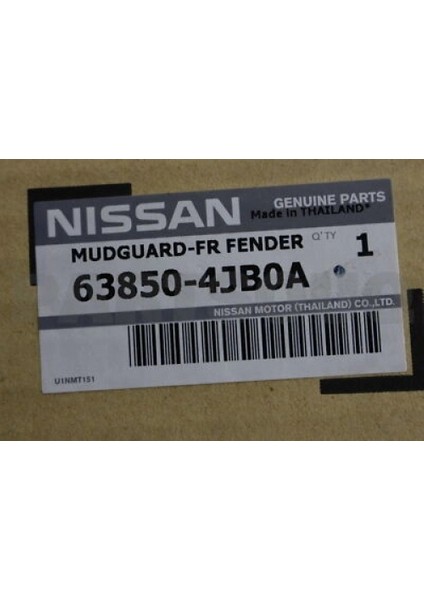 NISSAN
GENUINE PARTS
Made in THAILAND*
MUDGUARD-FR FENDER
Q'TY 1
63850-4JB0A
NISSAN MOTOR (THAILAND) CO.,LTD.
U1NMT151